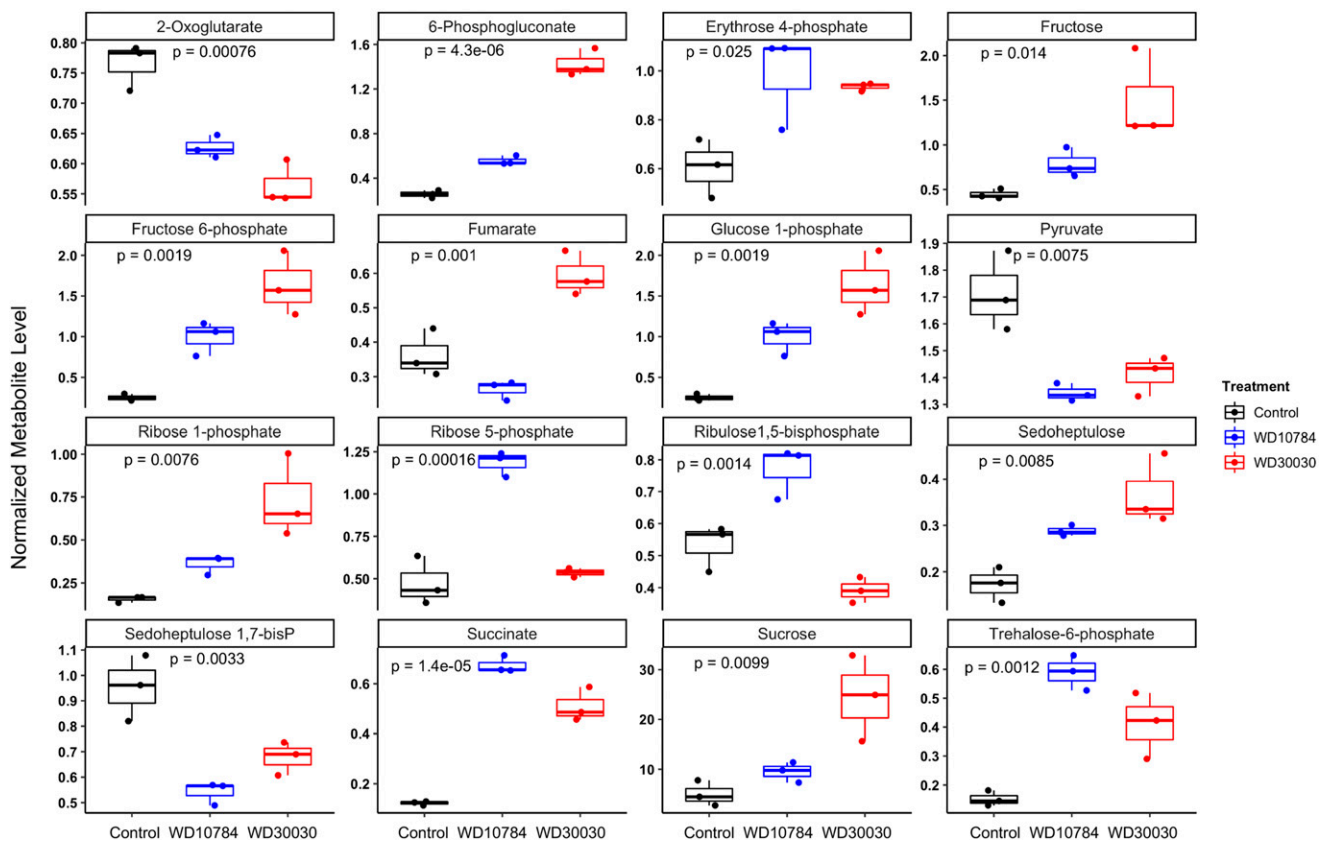 2-Oxoglutarate
6-Phosphogluconate
Erythrose 4-phosphate
Fructose
p = 0.00076
p = 4.3e-06
p = 0.025
p = 0.014
0.80
0.75
0.70
0.65
0.60
0.55
1.6
1.2
0.8
0.4
1.0
0.8
0.6
2.0
1.5
1.0
0.5
Fructose 6-phosphate
Fumarate
Glucose 1-phosphate
Pyruvate
p = 0.0019
p = 0.001
p = 0.0019
p = 0.0075
2.0
1.5
1.0
0.5
0.6
0.5
0.4
0.3
2.0
1.5
1.0
0.5
1.9
1.8
1.7
1.6
1.5
1.4
1.3
Ribose 1-phosphate
Ribose 5-phosphate
Ribulose1,5-bisphosphate
Sedoheptulose
p = 0.0076
p = 0.00016
p = 0.0014
p = 0.0085
1.00
0.75
0.50
0.25
1.25
1.00
0.75
0.50
0.8
0.7
0.6
0.5
0.4
0.4
0.3
0.2
Sedoheptulose 1,7-bisP
Succinate
Sucrose
Trehalose-6-phosphate
p = 0.0033
p = 1.4e-05
p = 0.0099
p = 0.0012
1.1
1.0
0.9
0.8
0.7
0.6
0.5
0.6
0.4
0.2
30
20
10
0.6
0.5
0.4
0.3
0.2
Control WD10784 WD30030
Control WD10784 WD30030
Control WD10784 WD30030
Control WD10784 WD30030
Normalized Metabolite Level
Treatment
Control
WD10784
WD30030